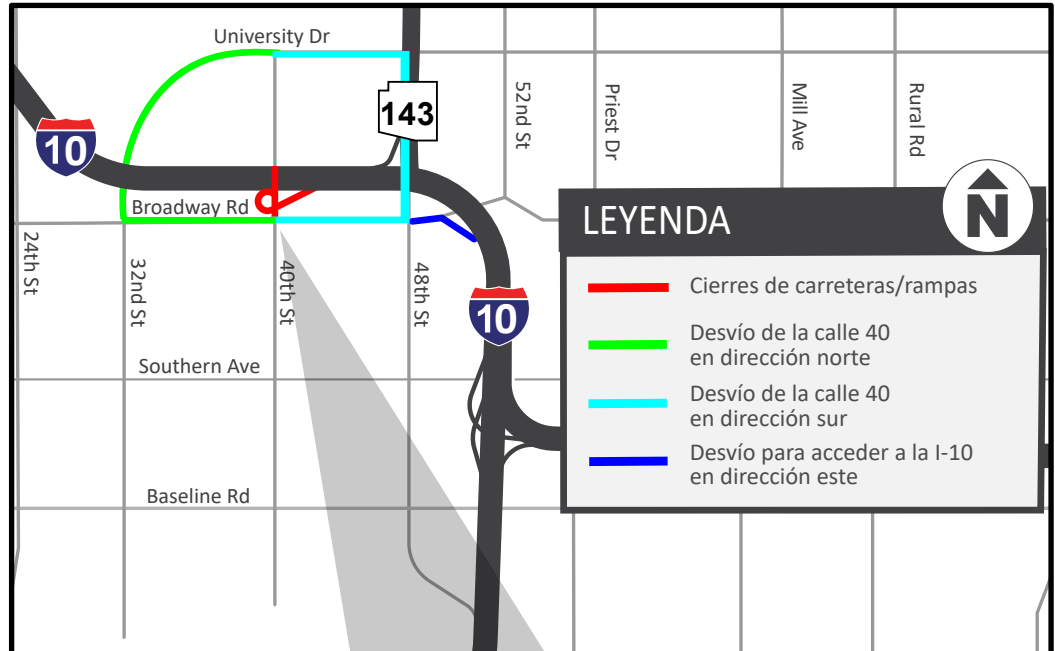 University Dr
143
10
52nd St
Priest Dr
Mill Ave
Rural Rd
Broadway Rd
24th St
32nd St
40th St
48th St
10
Southern Ave
Baseline Rd
LEYENDA
N
Cierres de carreteras/rampas
Desvío de la calle 40
en dirección norte
Desvío de la calle 40
en dirección sur
Desvío para acceder a la I-10
en dirección este